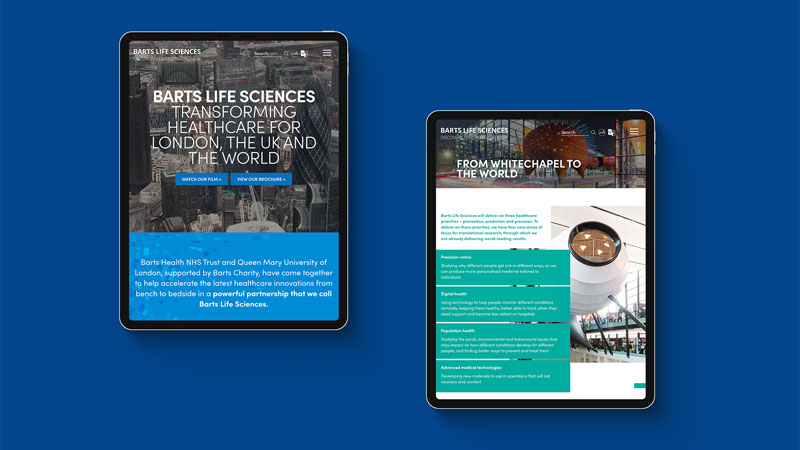 BARTS LIFE SCIENCES
Search
BARTS LIFE SCIENCES
TRANSFORMING
HEALTHCARE FOR
LONDON, THE UK AND
THE WORLD
WATCH OUR FILM >
VIEW OUR BROCHURE >
Barts Health NHS Trust and Queen Mary University of
London, supported by Barts Charity, have come together
to help accelerate the latest healthcare innovations from
bench to bedside in a powerful partnership that we call
Barts Life Sciences.
BARTS LIFE SCIENCES
Search
FROM WHITECHAPEL TO
THE WORLD
Barts Life Sciences will deliver on three healthcare
priorities – prevention, prediction and precision. To
deliver on these priorities, we have four core areas of
focus for translational research, through which we
are already delivering world-leading results:
Precision-omics
Studying why different people get sick in different ways, so we
can produce more personalised medicine tailored to
individuals
Digital health
Using technology to help people monitor different conditions
remotely, keeping them healthy, better able to track when they
need support and become less reliant on hospitals
Population health
Studying the social, environmental and behavioural issues that
may impact on how different conditions develop for different
people, and finding better ways to prevent and treat them
Advanced medical technologies
Developing new materials to use in operations that will aid
recovery and comfort